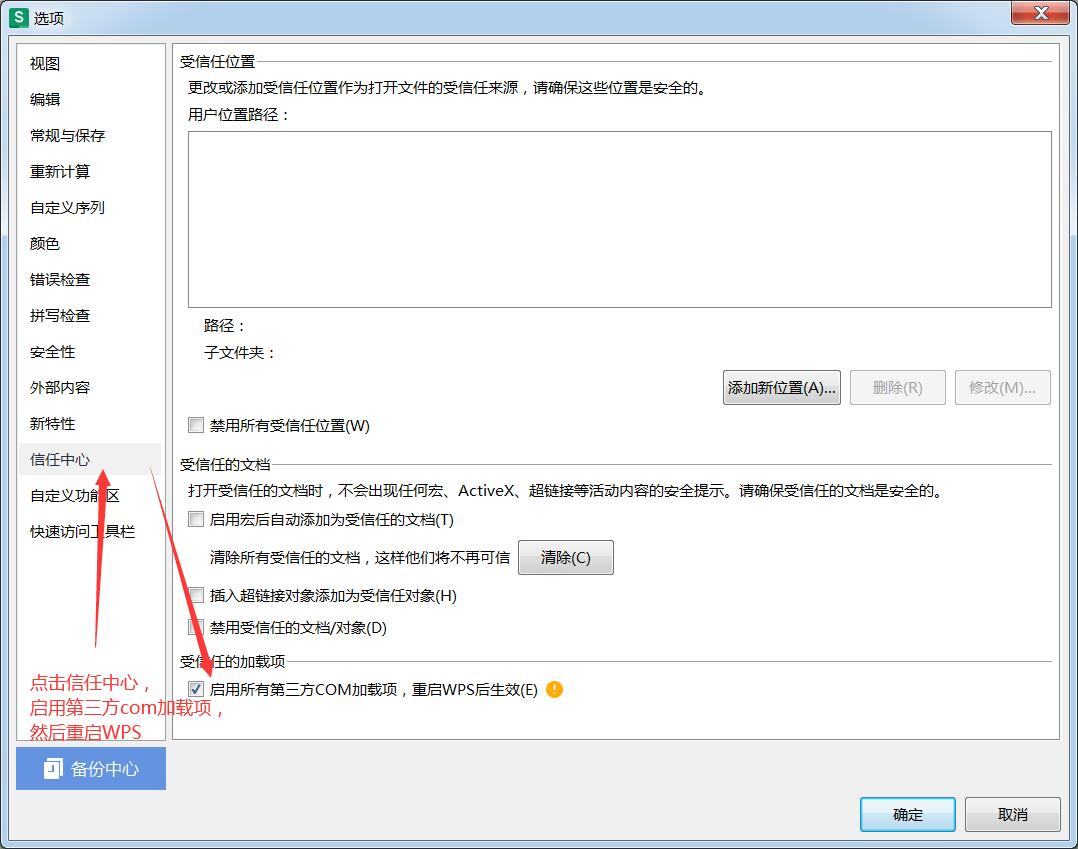 S 选项
视图
编辑
常规与保存
重新计算
自定义序列
颜色
错误检查
拼写检查
安全性
外部内容
新特性
信任中心
自定义功能区
快速访问工具栏
点击信任中心，
启用第三方com加载项，
然后重启WPS
备份中心
受信任位置
更改或添加受信任位置作为打开文件的受信任来源，请确保这些位置是安全的。
用户位置路径：
路径：
子文件夹：
添加新位置(A)... 删除(R) 修改(M)...
禁用所有受信任位置(W)
受信任的文档
打开受信任的文档时，不会出现任何宏、ActiveX、超链接等活动内容的安全提示。请确保受信任的文档是安全的。
启用宏后自动添加为受信任的文档(T)
清除所有受信任的文档，这样他们将不再可信 清除(C)
插入超链接对象添加为受信任对象(H)
禁用受信任的文档/对象(D)
受信任的加载项
启用所有第三方COM加载项，重启WPS后生效(E)
确定 取消